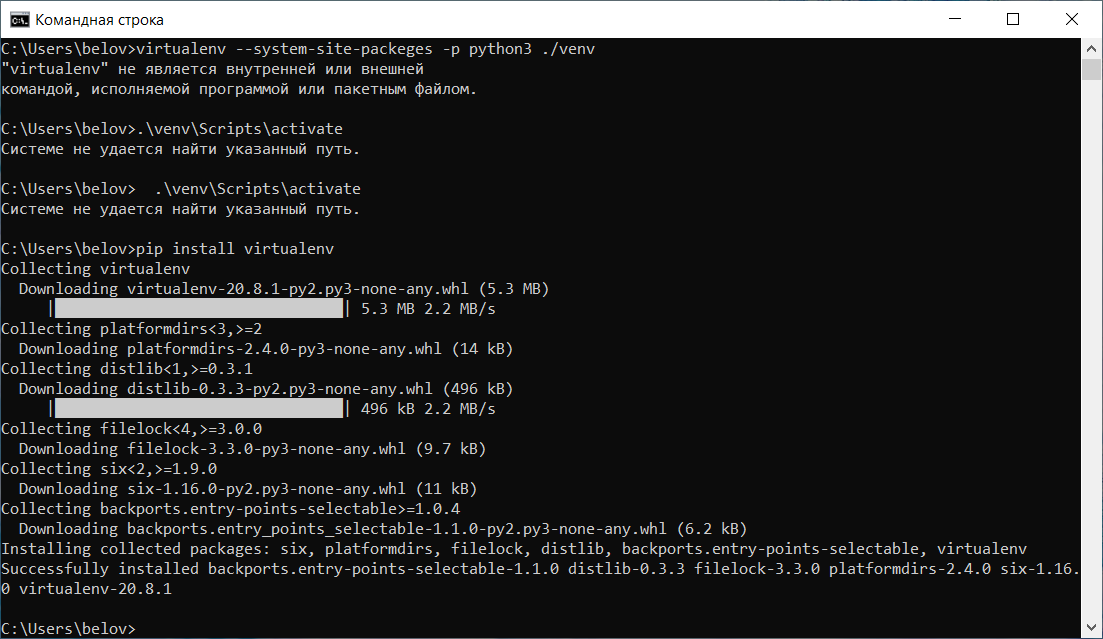 Командная строка
C:\Users\belov>virtualenv --system-site-packeges -p python3 ./venv
"virtualenv" не является внутренней или внешней
командой, исполняемой программой или пакетным файлом.
C:\Users\belov>.\venv\Scripts\activate
Системе не удается найти указанный путь.
C:\Users\belov>  .\venv\Scripts\activate
Системе не удается найти указанный путь.
C:\Users\belov>pip install virtualenv
Collecting virtualenv
  Downloading virtualenv-20.8.1-py2.py3-none-any.whl (5.3 MB)
     |████████████████████████████████| 5.3 MB 2.2 MB/s
Collecting platformdirs<3,>=2
  Downloading platformdirs-2.4.0-py3-none-any.whl (14 kB)
Collecting distlib<1,>=0.3.1
  Downloading distlib-0.3.3-py2.py3-none-any.whl (496 kB)
     |████████████████████████████████| 496 kB 2.2 MB/s
Collecting filelock<4,>=3.0.0
  Downloading filelock-3.3.0-py3-none-any.whl (9.7 kB)
Collecting six<2,>=1.9.0
  Downloading six-1.16.0-py2.py3-none-any.whl (11 kB)
Collecting backports.entry-points-selectable>=1.0.4
  Downloading backports.entry_points_selectable-1.1.0-py2.py3-none-any.whl (6.2 kB)
Installing collected packages: six, platformdirs, filelock, distlib, backports.entry-points-selectable, virtualenv
Successfully installed backports.entry-points-selectable-1.1.0 distlib-0.3.3 filelock-3.3.0 platformdirs-2.4.0 six-1.16.
0 virtualenv-20.8.1
C:\Users\belov>